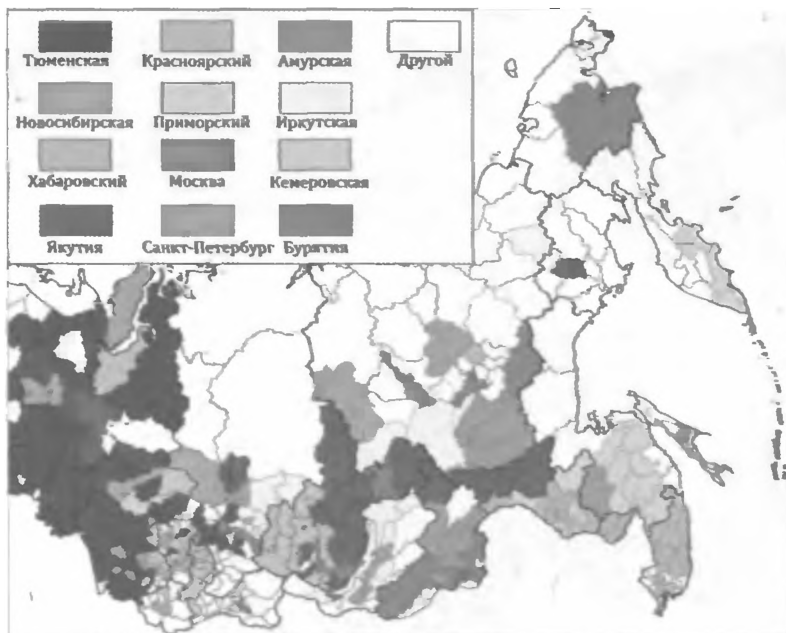 Тюменская Красноярский Амурская Другой
Новосибирская Приморский Иркутская
Хабаровский Москва Кемеровская
Якутия Санкт-Петербург Бурятия